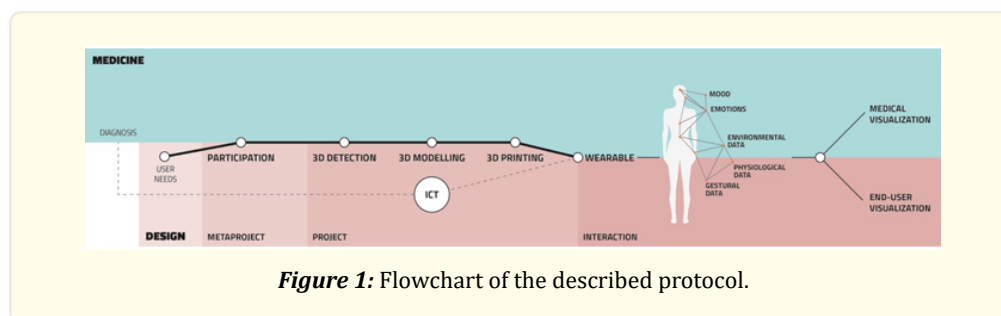 MEDICINE
DIAGNOSIS
USER
NEEDS
PARTICIPATION
3D DETECTION
3D MODELLING
3D PRINTING
WEARABLE
ICT
MOOD
EMOTIONS
ENVIRONMENTAL
DATA
PHYSIOLOGICAL
DATA
GESTURAL
DATA
MEDICAL
VISUALIZATION
END-USER
VISUALIZATION
DESIGN
METAPROJECT
PROJECT
INTERACTION
Figure 1: Flowchart of the described protocol.